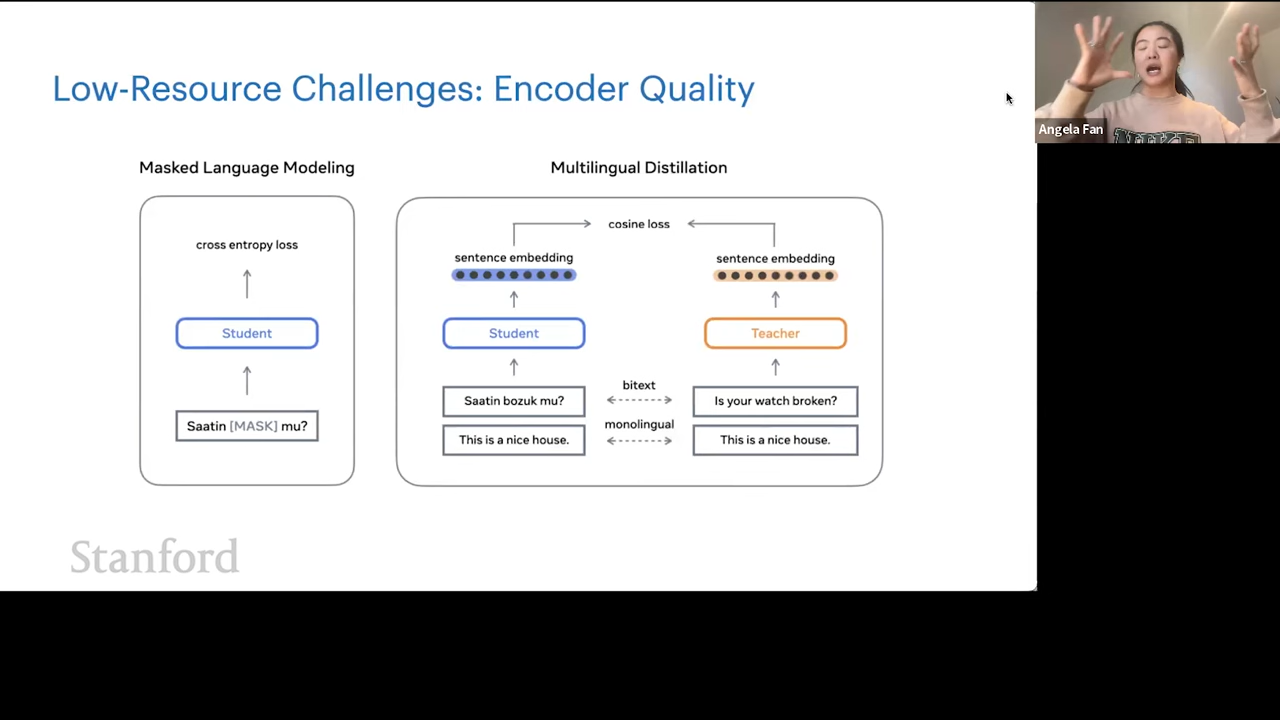 Low-Resource Challenges: Encoder Quality
Angela Fan
Masked Language Modeling
cross entropy loss
Student
Saatin [MASK] mu?
Multilingual Distillation
cosine loss
sentence embedding
sentence embedding
Student
Teacher
Saatin bozuk mu?
bitext
Is your watch broken?
This is a nice house.
monolingual
This is a nice house.
Stanford